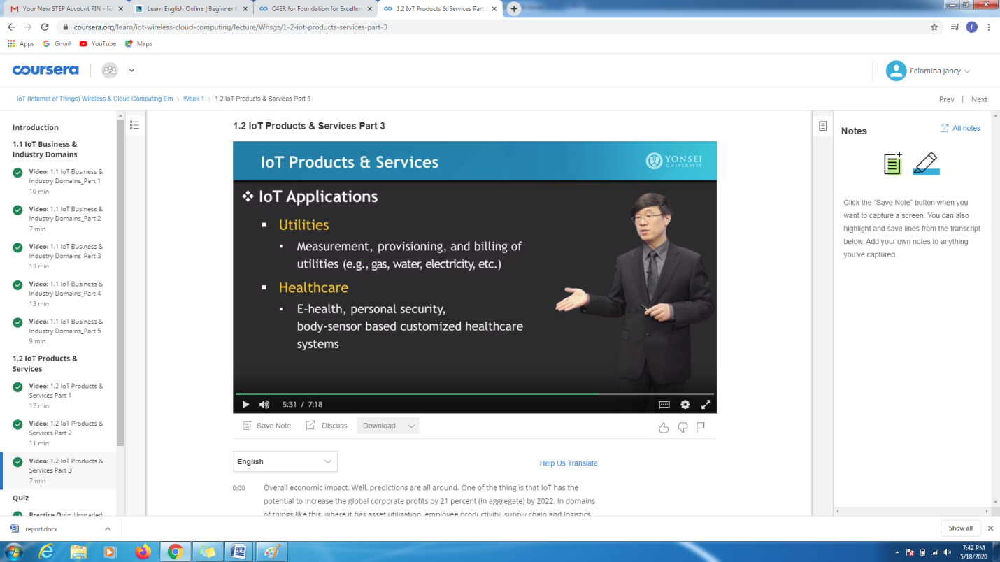 New STEP Account PIN - fel
Learn English Online | Beginner t
C4ER for Foundation for Excellen
1.2 IoT Products & Services Part
coursera.org/learn/iot-wireless-cloud-computing/lecture/Whsgz/1-2-iot-products-services-part-3
f
Apps
Gmail
YouTube
Maps
coursera
Felomina Jancy
IoT (Internet of Things) Wireless & Cloud Computing Em > Week 1 > 1.2 IoT Products & Services Part 3
Prev | Next
Introduction
1.1 IoT Business &
Industry Domains
Video: 1.1 IoT Business &
Industry Domains_Part 1
10 min
Video: 1.1 IoT Business &
Industry Domains_Part 2
7 min
Video: 1.1 IoT Business &
Industry Domains_Part 3
13 min
Video: 1.1 IoT Business &
Industry Domains_Part 4
13 min
Video: 1.1 IoT Business &
Industry Domains_Part 5
9 min
1.2 IoT Products &
Services
Video: 1.2 IoT Products &
Services Part 1
12 min
Video: 1.2 IoT Products &
Services Part 2
11 min
Video: 1.2 IoT Products &
Services Part 3
7 min
Quiz
Practice Quiz: Ungraded
1.2 IoT Products & Services Part 3
IoT Products & Services
YONSEI
UNIVERSITY
❖ IoT Applications
▪ Utilities
• Measurement, provisioning, and billing of
utilities (e.g., gas, water, electricity, etc.)
▪ Healthcare
• E-health, personal security,
body-sensor based customized healthcare
systems
5:31 / 7:18
Save Note
Discuss
Download
English
Help Us Translate
0:00
Overall economic impact. Well, predictions are all around. One of the thing is that IoT has the
potential to increase the global corporate profits by 21 percent (in aggregate) by 2022. In domains
of things like this, where it has asset utilization, employee productivity, supply chain and logistics
Notes
All notes
Click the “Save Note” button when you
want to capture a screen. You can also
highlight and save lines from the transcript
below. Add your own notes to anything
you’ve captured.
report.docx
Show all
7:42 PM
5/18/2020